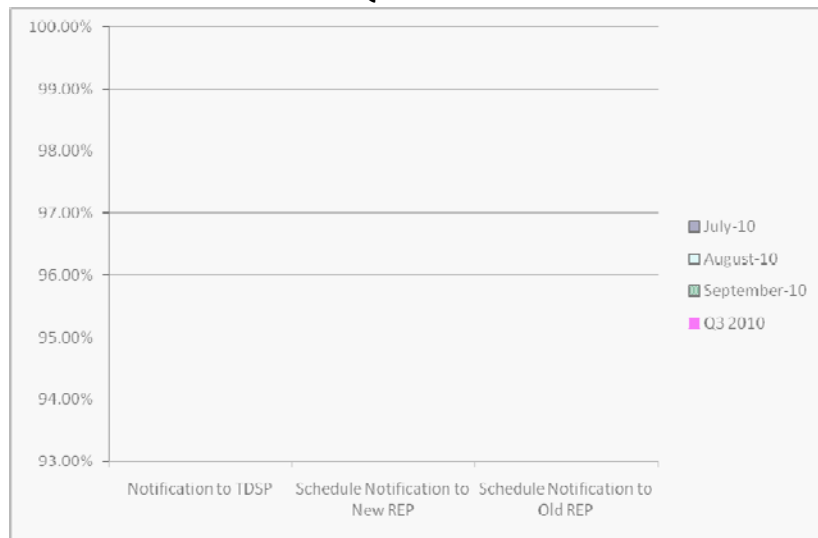 100.00%
99.00%
98.00%
97.00%
96.00%
95.00%
94.00%
93.00%
Notification to TDSP
Schedule Notification to
New REP
Schedule Notification to
Old REP
July-10
August-10
September-10
Q3 2010